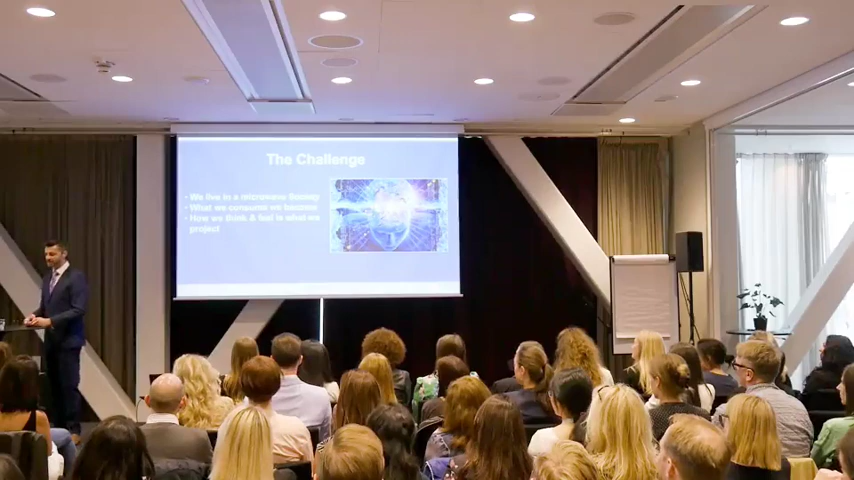 The Challenge
- We live in a microwave Society
- What we consume we become
- How we think & feel is what we
project